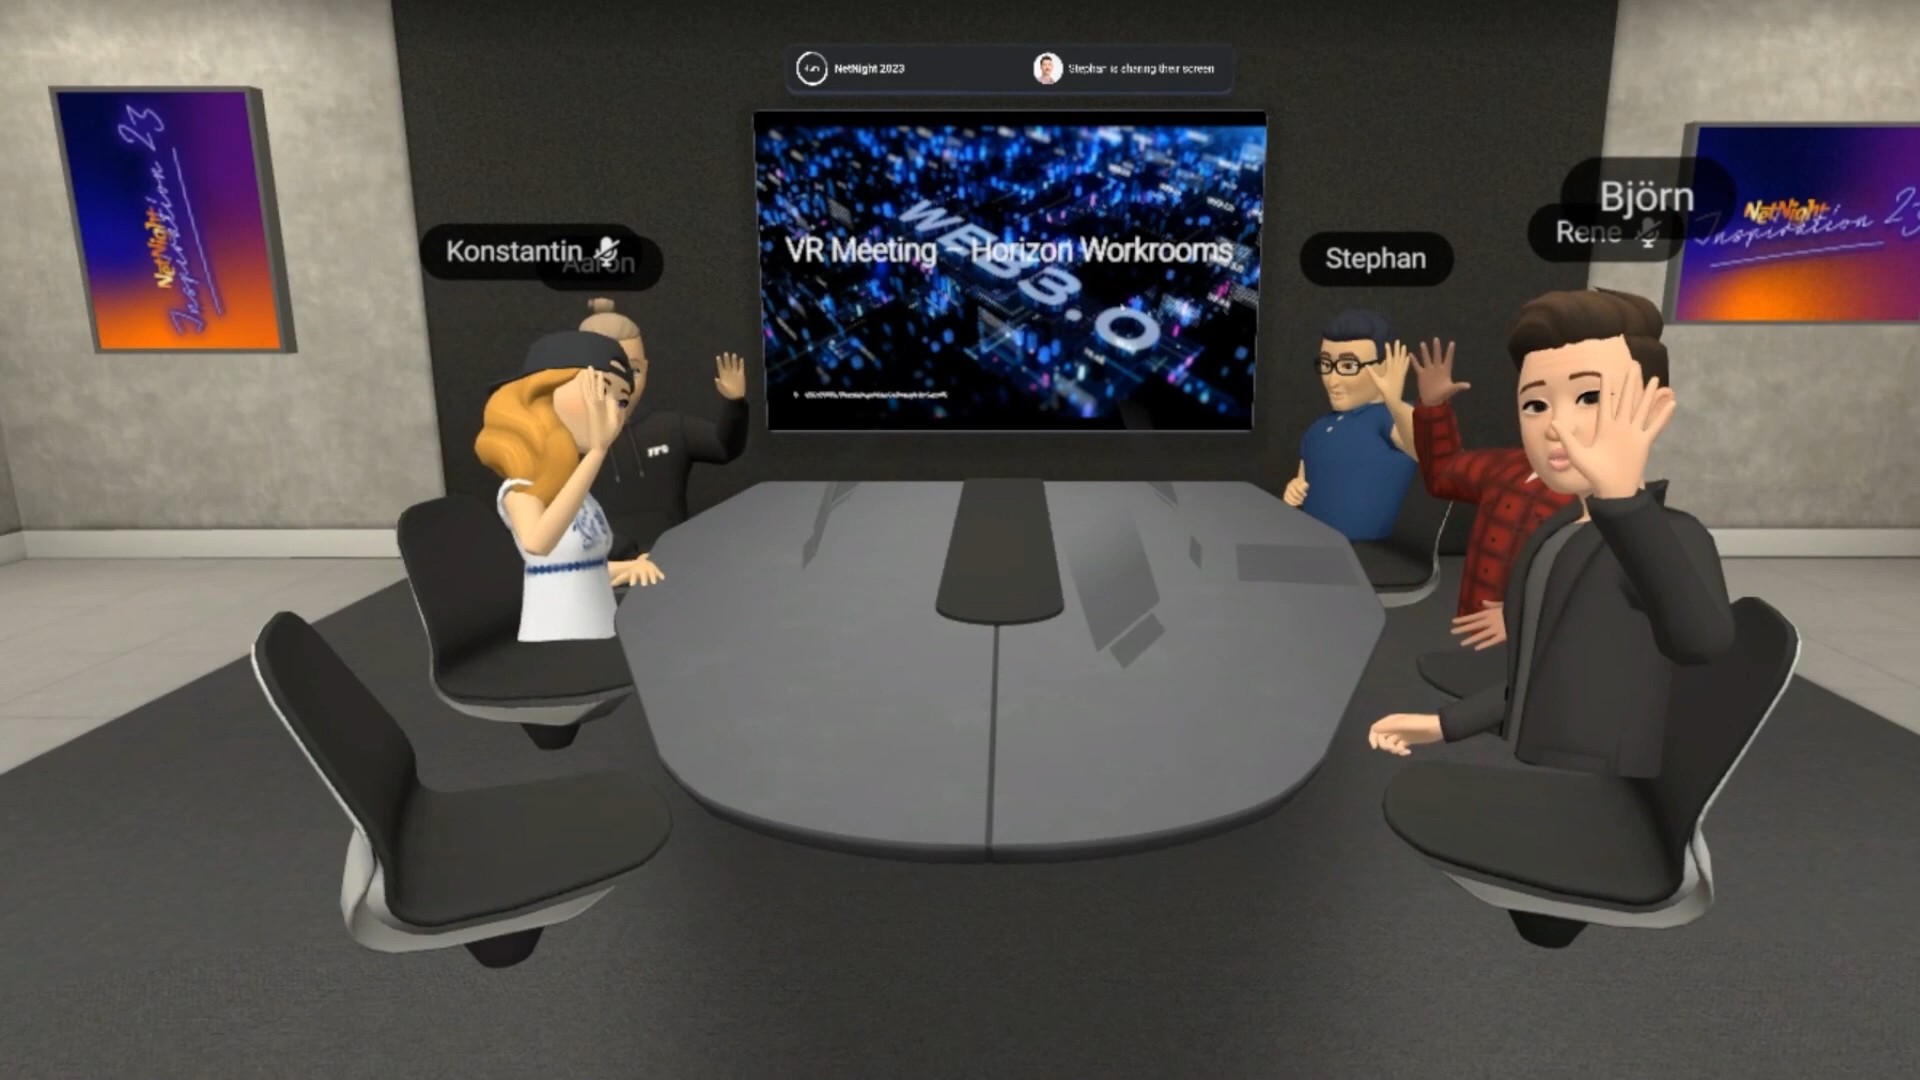 NetNight 2023
Stephan is sharing their screen
NetNight:
Inspiration 23
Konstantin
Aaron
WEB3.0
VR Meeting – Horizon Workrooms
Stephan
Björn
Rene
NetNight:
Inspiration 23